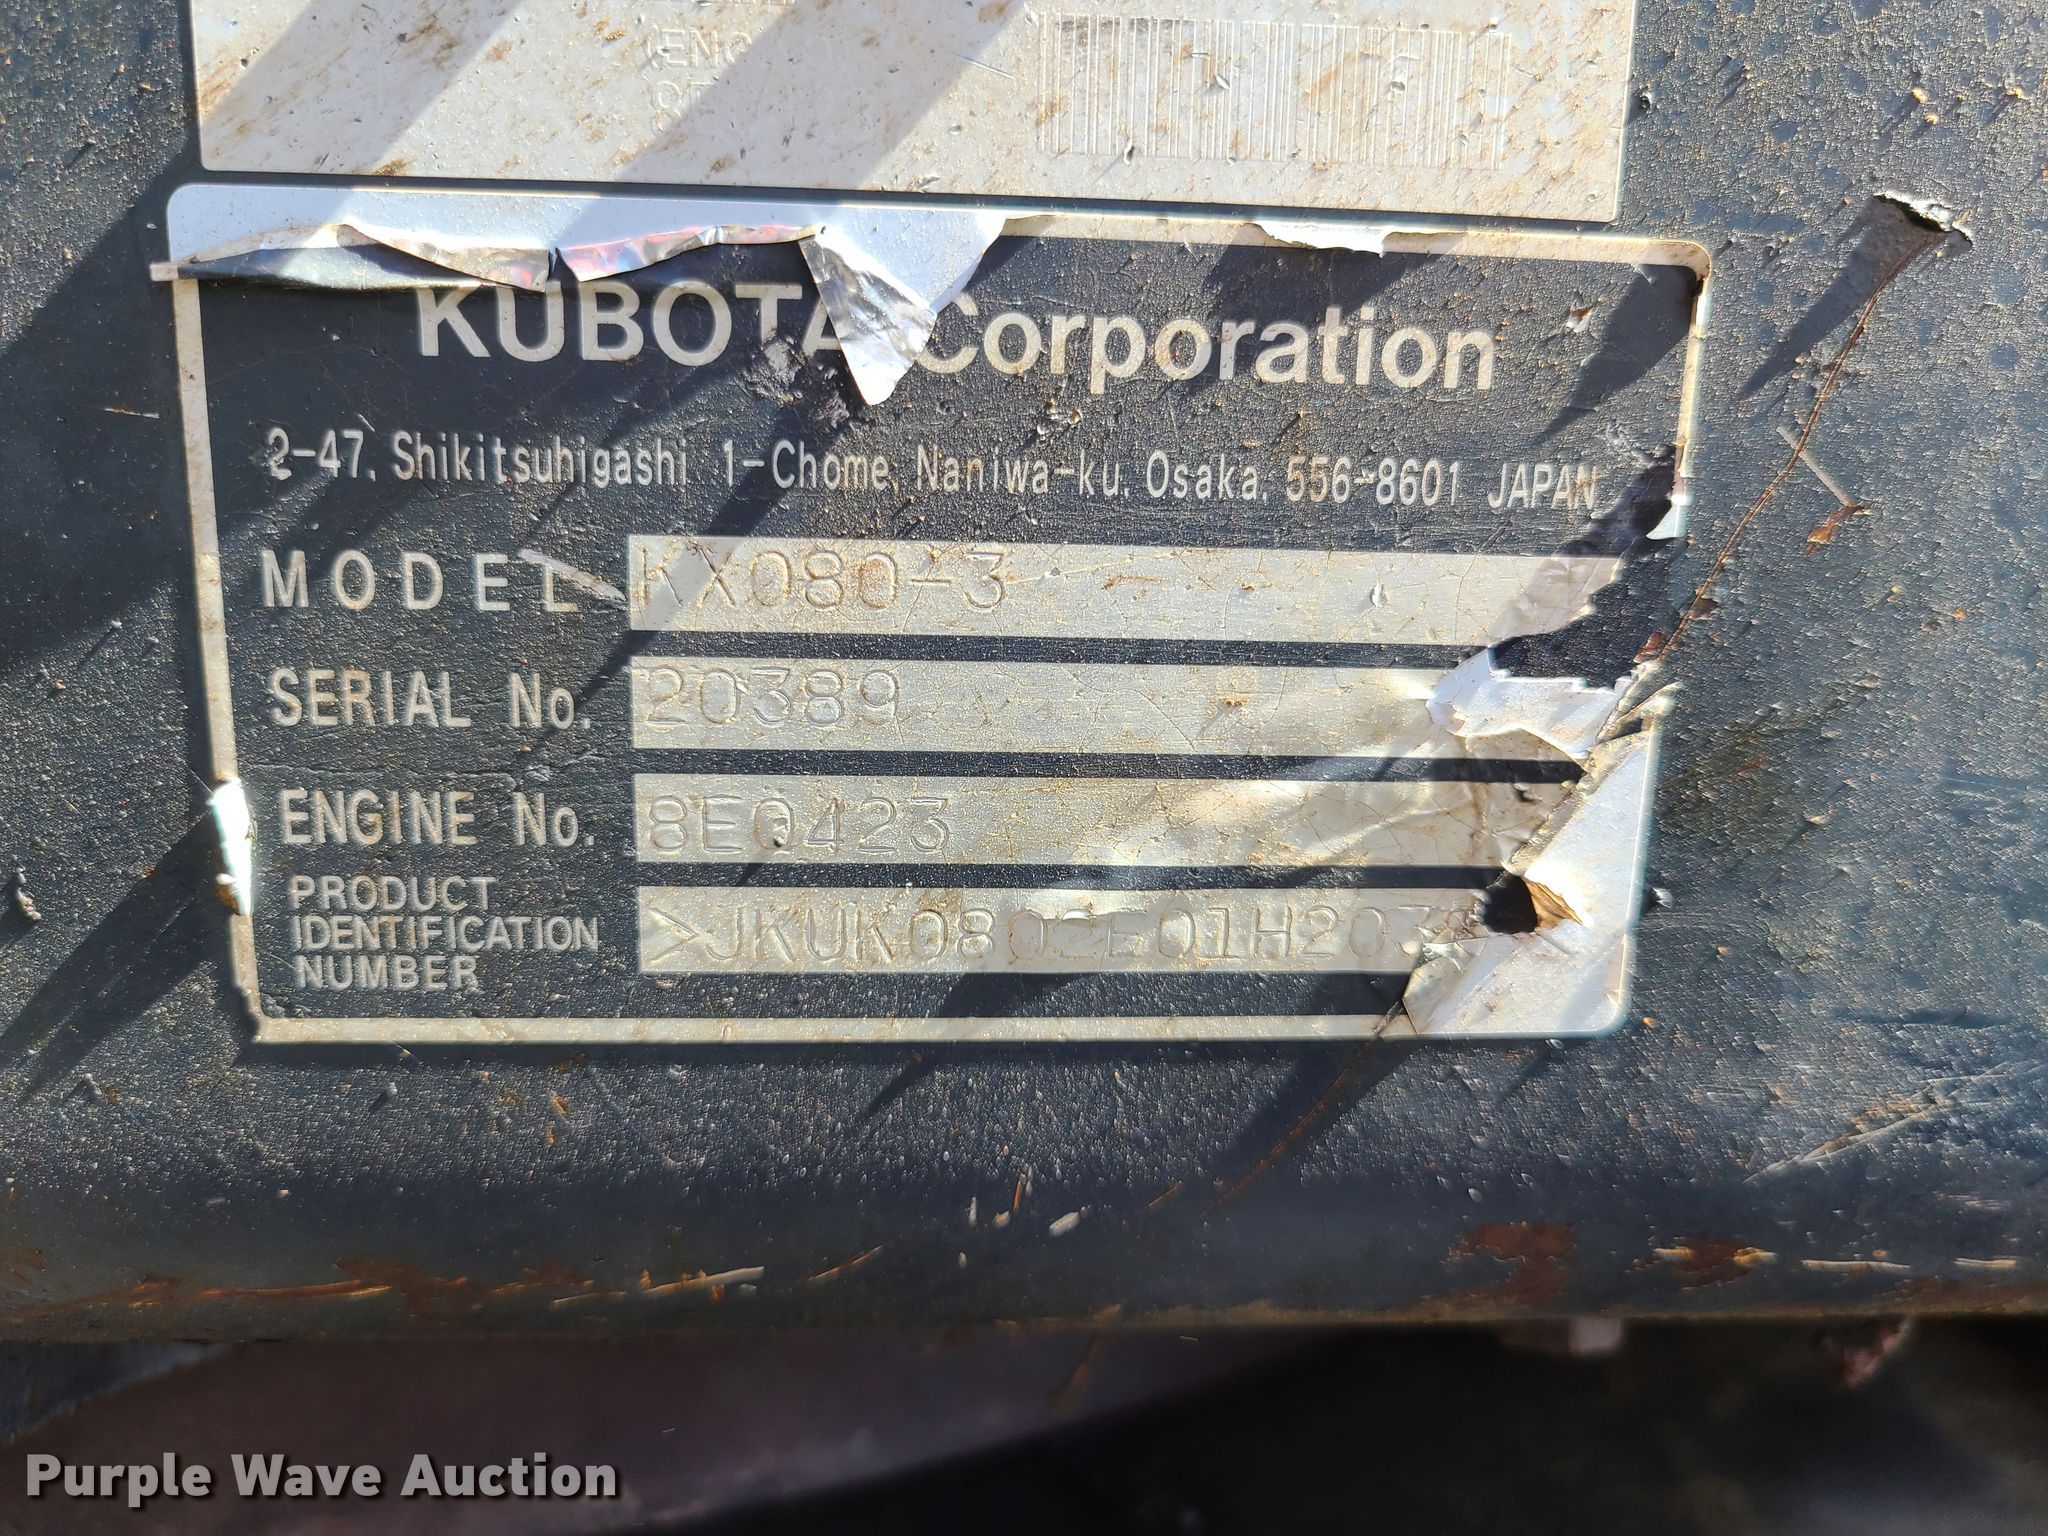 KUBOTA Corporation
2-47, Shikitsuhigashi 1-Chome, Naniwa-ku, Osaka, 556-8601 JAPAN
MODEL KX080-3
SERIAL No. 20389
ENGINE No. 8E0423
PRODUCT
IDENTIFICATION
NUMBER
Purple Wave Auction